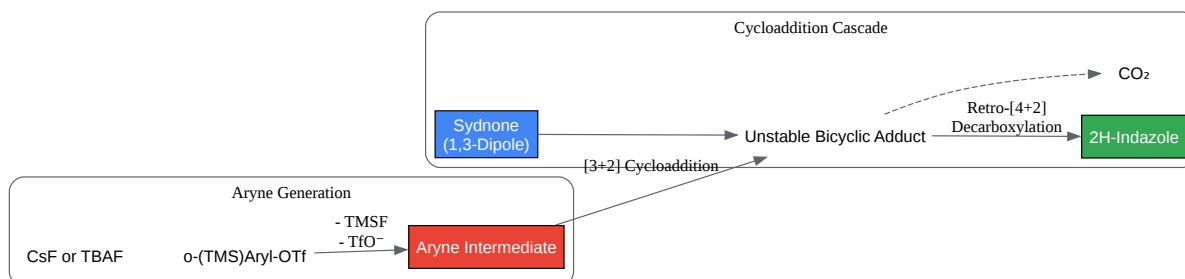 Cycloaddition Cascade
CO₂
Sydnone
(1,3-Dipole)
Unstable Bicyclic Adduct
Retro-[4+2]
Decarboxylation
2H-Indazole
[3+2] Cycloaddition
Aryne Generation
CsF or TBAF
o-(TMS)Aryl-OTf
- TMSF
- TfO⁻
Aryne Intermediate